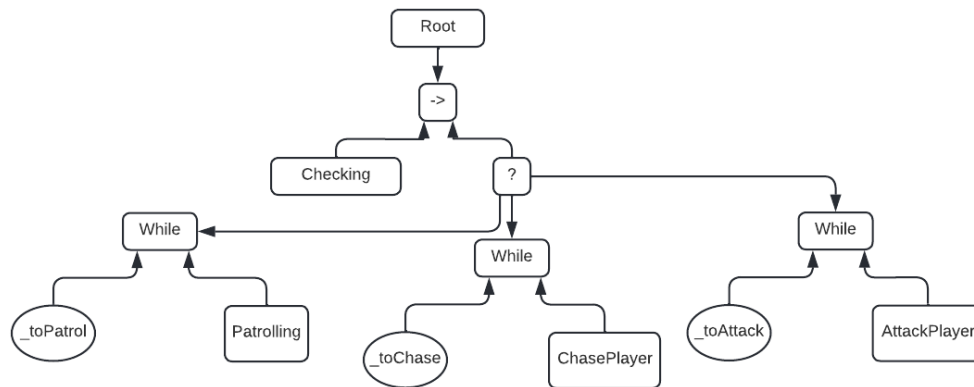 Root
->
Checking
?
While
While
While
_toPatrol
Patrolling
_toChase
ChasePlayer
_toAttack
AttackPlayer